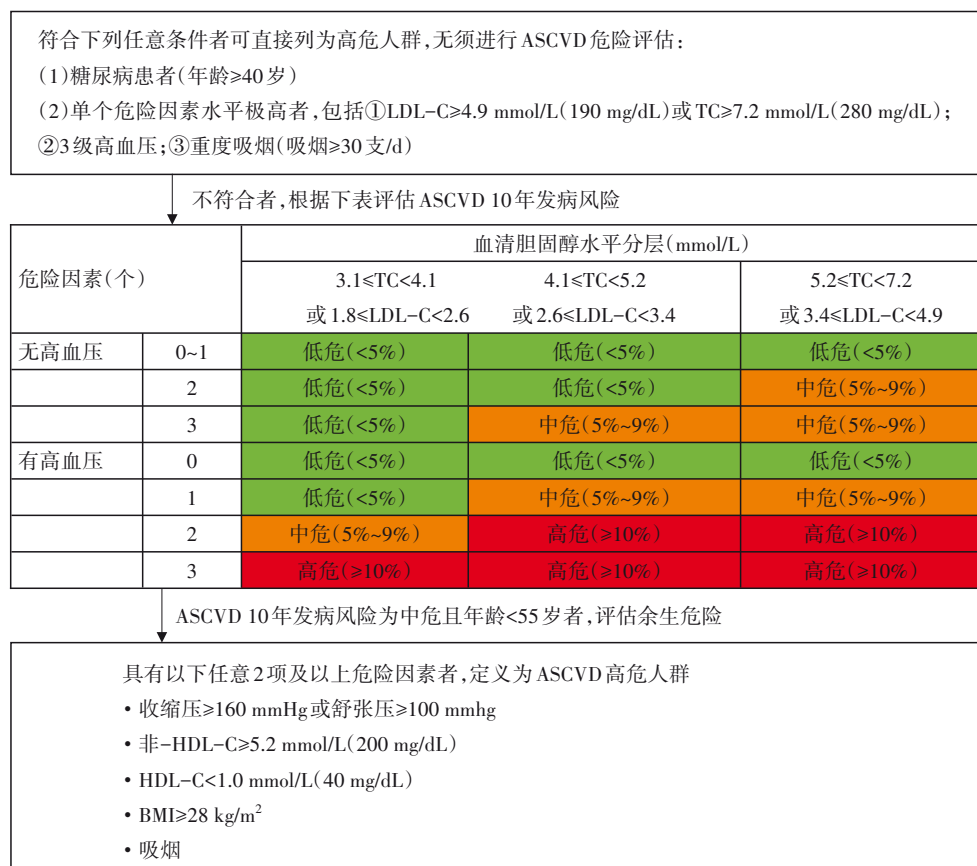 符合下列任意条件者可直接列为高危人群,无须进行ASCVD危险评估:
(1)糖尿病患者(年龄≥40岁)
(2)单个危险因素水平极高者,包括①LDL-C≥4.9 mmol/L(190 mg/dL)或TC≥7.2 mmol/L(280 mg/dL);
②3级高血压;③重度吸烟(吸烟≥30支/d)
不符合者,根据下表评估ASCVD 10年发病风险
血清胆固醇水平分层(mmol/L)
危险因素(个)
3.1≤TC<4.1 4.1≤TC<5.2 5.2≤TC<7.2
或1.8≤LDL-C<2.6 或2.6≤LDL-C<3.4 或3.4≤LDL-C<4.9
无高血压 0~1 低危(<5%) 低危(<5%) 低危(<5%)
2 低危(<5%) 低危(<5%) 中危(5%~9%)
3 低危(<5%) 中危(5%~9%) 中危(5%~9%)
有高血压 0 低危(<5%) 低危(<5%) 低危(<5%)
1 低危(<5%) 中危(5%~9%) 中危(5%~9%)
2 中危(5%~9%) 高危(≥10%) 高危(≥10%)
3 高危(≥10%) 高危(≥10%) 高危(≥10%)
ASCVD 10年发病风险为中危且年龄<55岁者,评估余生危险
具有以下任意2项及以上危险因素者,定义为ASCVD高危人群
·收缩压≥160 mmHg或舒张压≥100 mmhg
·非-HDL-C≥5.2 mmol/L(200 mg/dL)
·HDL-C<1.0 mmol/L(40 mg/dL)
·BMI≥28 kg/m²
·吸烟